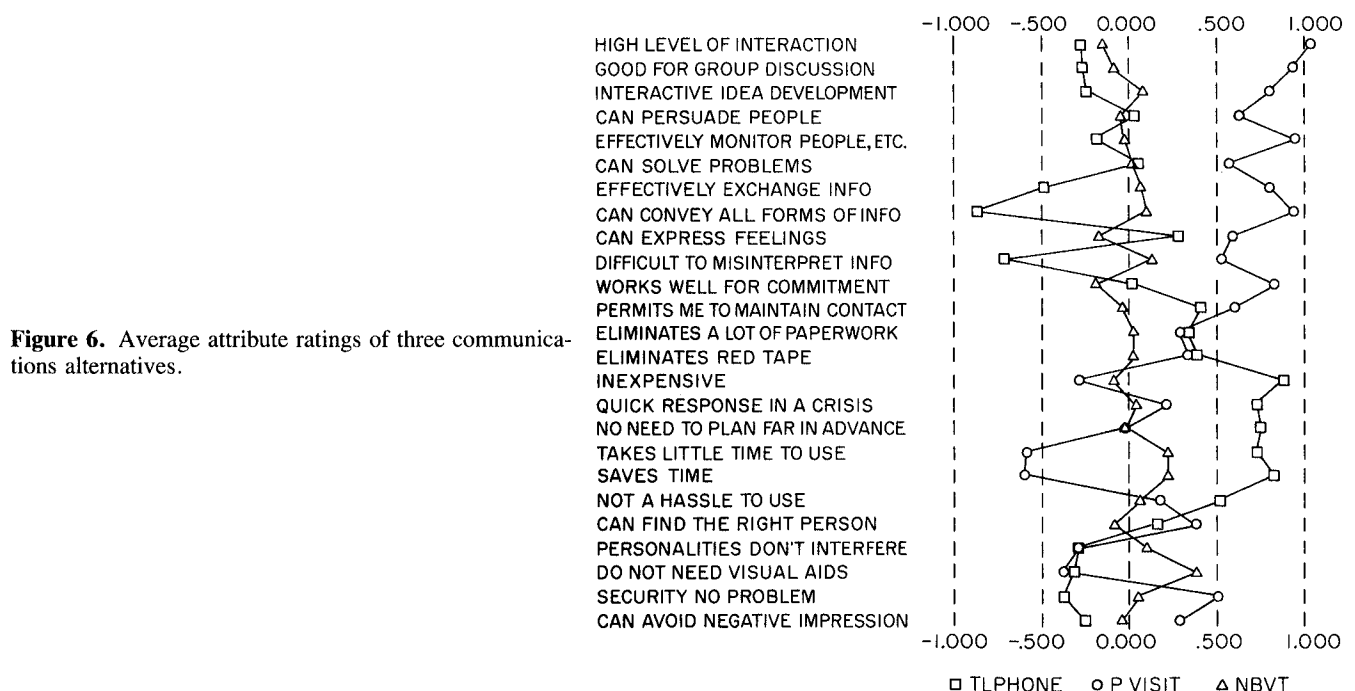 Figure 6. Average attribute ratings of three communica-
tions alternatives.
-1.000 -.500 0.000 .500 1.000
HIGH LEVEL OF INTERACTION
GOOD FOR GROUP DISCUSSION
INTERACTIVE IDEA DEVELOPMENT
CAN PERSUADE PEOPLE
EFFECTIVELY MONITOR PEOPLE, ETC.
CAN SOLVE PROBLEMS
EFFECTIVELY EXCHANGE INFO
CAN CONVEY ALL FORMS OF INFO
CAN EXPRESS FEELINGS
DIFFICULT TO MISINTERPRET INFO
WORKS WELL FOR COMMITMENT
PERMITS ME TO MAINTAIN CONTACT
ELIMINATES A LOT OF PAPERWORK
ELIMINATES RED TAPE
INEXPENSIVE
QUICK RESPONSE IN A CRISIS
NO NEED TO PLAN FAR IN ADVANCE
TAKES LITTLE TIME TO USE
SAVES TIME
NOT A HASSLE TO USE
CAN FIND THE RIGHT PERSON
PERSONALITIES DON'T INTERFERE
DO NOT NEED VISUAL AIDS
SECURITY NO PROBLEM
CAN AVOID NEGATIVE IMPRESSION
-1.000 -.500 0.000 .500 1.000
TLPHONE P VISIT NBVT